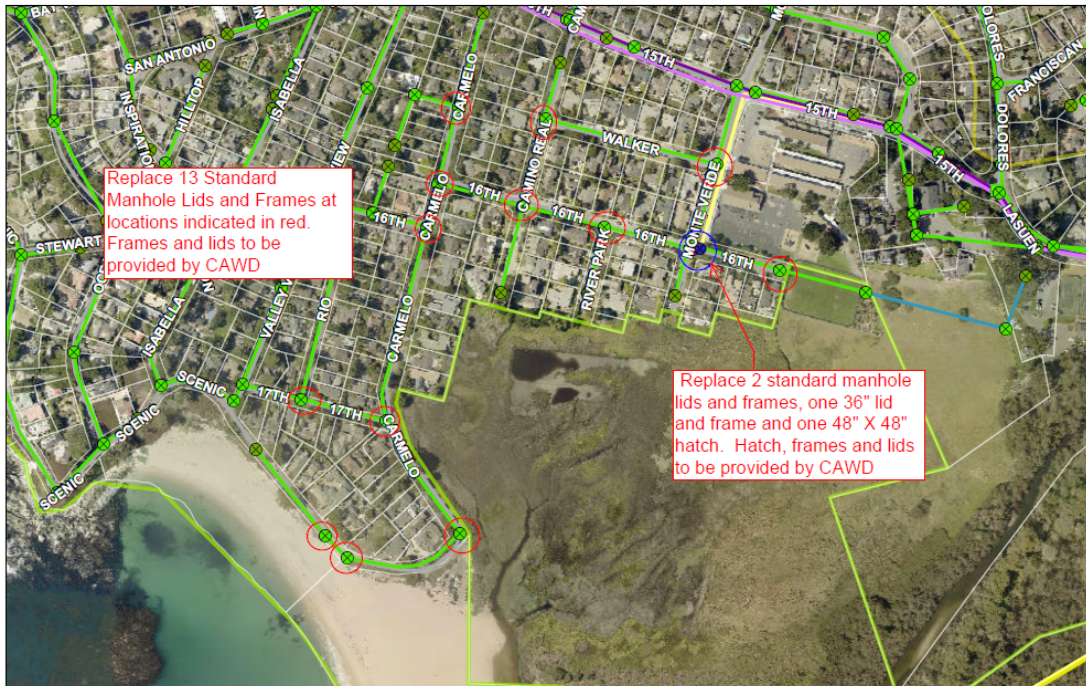 BAY
SAN ANTONIO
INSPIRATION
HILLTOP
ISABELLA
CARMELO
CAMINO REAL
15TH
15TH
DOLORES
DOLORES
FRANCISCAN
15TH
LASUEN
WALKER
MONTE VERDE
Replace 13 Standard
Manhole Lids and Frames at
locations indicated in red.
Frames and lids to be
provided by CAWD
16TH
CARMELO
16TH
16TH
RIVER PARK
16TH
16TH
STEWART
ISABELLA
RIO
CARMELO
SCENIC
17TH
17TH
CARMELO
SCENIC
SCENIC
Replace 2 standard manhole
lids and frames, one 36" lid
and frame and one 48" X 48"
hatch.  Hatch, frames and lids
to be provided by CAWD